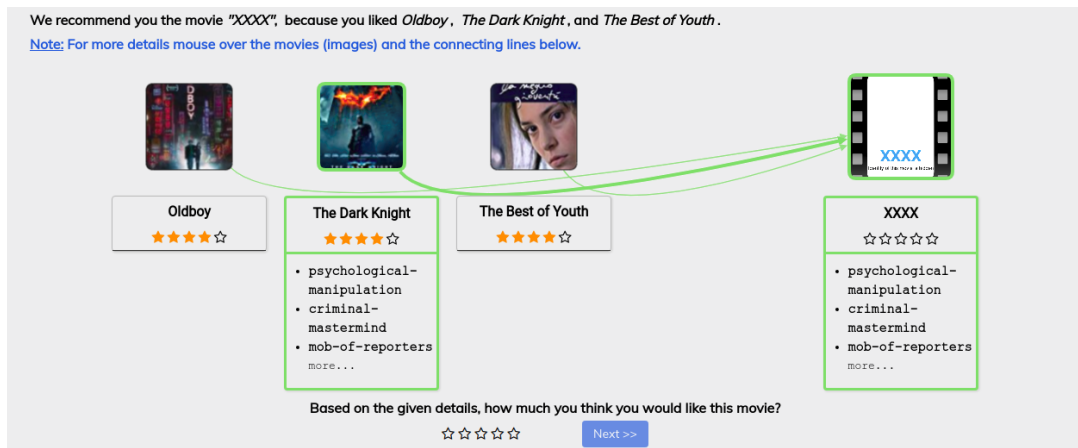 We recommend you the movie "XXXX", because you liked Oldboy , The Dark Knight , and The Best of Youth .
Note: For more details mouse over the movies (images) and the connecting lines below.
XXXX
Oldboy
The Dark Knight
The Best of Youth
XXXX
• psychological-
manipulation
• criminal-
mastermind
• mob-of-reporters
more...
• psychological-
manipulation
• criminal-
mastermind
• mob-of-reporters
more...
Based on the given details, how much you think you would like this movie?
Next >>